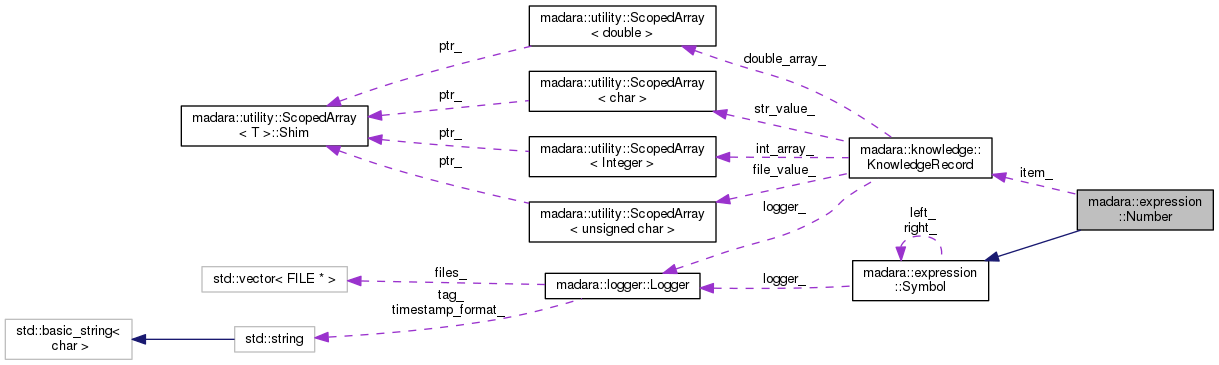 madara::utility::ScopedArray
< double >
ptr_
double_array_
madara::utility::ScopedArray
< char >
ptr_
str_value_
madara::utility::ScopedArray
< T >::Shim
ptr_
madara::utility::ScopedArray
< Integer >
int_array_
madara::knowledge::
KnowledgeRecord
ptr_
file_value_
item_
madara::utility::ScopedArray
< unsigned char >
logger_
madara::expression
::Number
left_
right_
std::vector< FILE * >
files_
madara::logger::Logger
logger_
madara::expression
::Symbol
tag_
timestamp_format_
std::basic_string<
char >
std::string